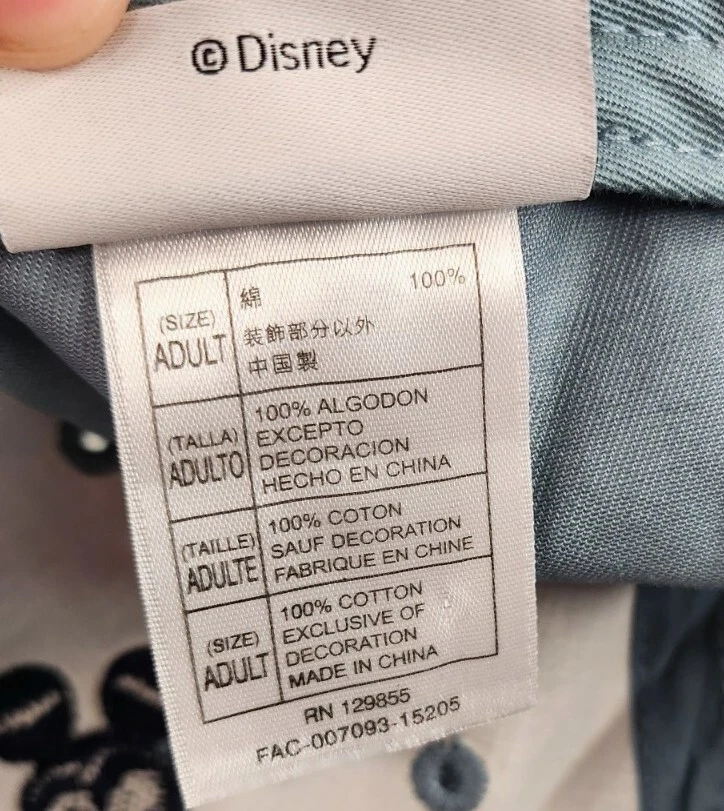 ©Disney
(SIZE)
ADULT
綿 100%
装飾部分以外
中国製
(TALLA)
ADULTO
100% ALGODON
EXCEPTO
DECORACION
HECHO EN CHINA
(TAILLE)
ADULTE
100% COTON
SAUF DECORATION
FABRIQUE EN CHINE
(SIZE)
ADULT
100% COTTON
EXCLUSIVE OF
DECORATION
MADE IN CHINA
RN 129855
FAC-007093-15205